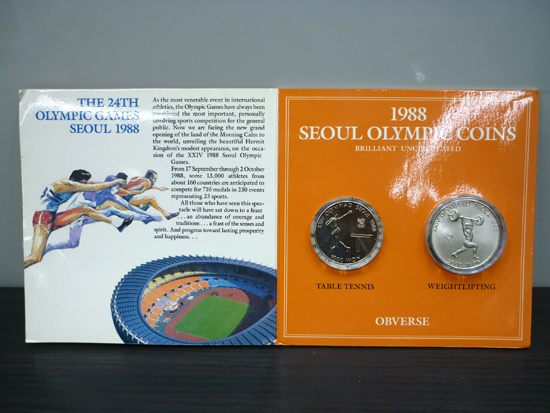 THE 24TH
OLYMPIC GAMES
SEOUL 1988
As the most venerable event in international
athletics, the Olympic Games have always been
considered the most important, personally
involving sports competition for the general
public. Now we are facing the new grand
opening of the land of the Morning Calm to
the world, unveiling the beautiful Hermit
Kingdom's modest appearance, on the occa-
sion of the XXIV 1988 Seoul Olympic
Games.
From 17 September through 2 October
1988, some 13,000 athletes from
about 160 countries are anticipated to
compete for 710 medals in 230 events
representing 23 sports.
All those who have seen this spec-
tacle will have sat down to a feast
. . . an abundance of courage and
traditions . . . a feast of the senses and
spirit. And progress toward lasting prosperity
and happiness. . .
1988
SEOUL OLYMPIC COINS
BRILLIANT UNCIRCULATED
1000 WON
TABLE TENNIS
WEIGHTLIFTING
OBVERSE